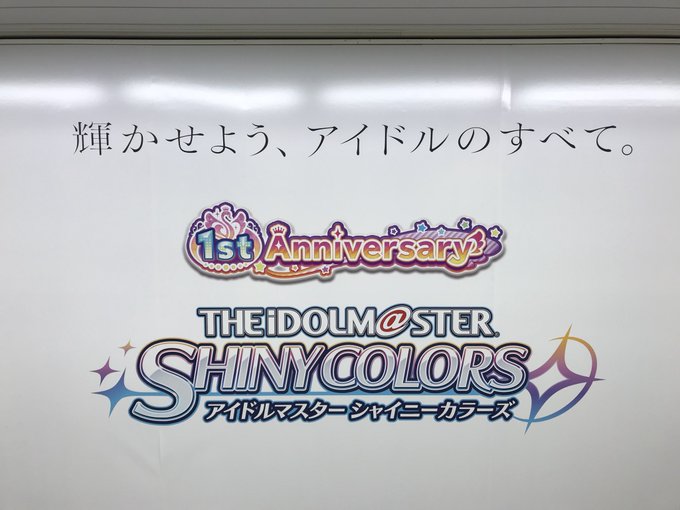 輝かせよう、アイドルのすべて。
1st Anniversary
THE iDOLM@STER®
SHINY COLORS
アイドルマスター シャイニーカラーズ